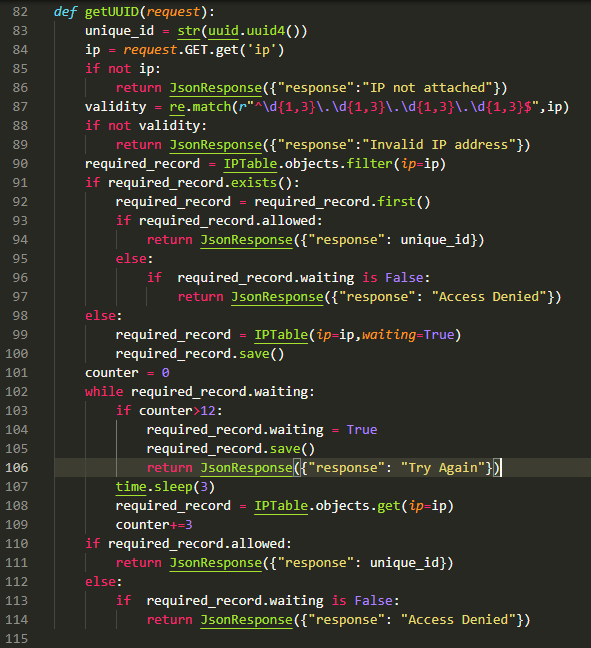 82 def getUUID(request):
83     unique_id = str(uuid.uuid4())
84     ip = request.GET.get('ip')
85     if not ip:
86         return JsonResponse({"response":"IP not attached"})
87     validity = re.match(r"^\d{1,3}\.\d{1,3}\.\d{1,3}\.\d{1,3}$",ip)
88     if not validity:
89         return JsonResponse({"response":"Invalid IP address"})
90     required_record = IPTable.objects.filter(ip=ip)
91     if required_record.exists():
92         required_record = required_record.first()
93         if required_record.allowed:
94             return JsonResponse({"response": unique_id})
95         else:
96             if  required_record.waiting is False:
97                 return JsonResponse({"response": "Access Denied"})
98     else:
99         required_record = IPTable(ip=ip,waiting=True)
100         required_record.save()
101     counter = 0
102     while required_record.waiting:
103         if counter>12:
104             required_record.waiting = True
105             required_record.save()
106             return JsonResponse({"response": "Try Again"})
107         time.sleep(3)
108         required_record = IPTable.objects.get(ip=ip)
109         counter+=3
110     if required_record.allowed:
111         return JsonResponse({"response": unique_id})
112     else:
113         if  required_record.waiting is False:
114             return JsonResponse({"response": "Access Denied"})
115